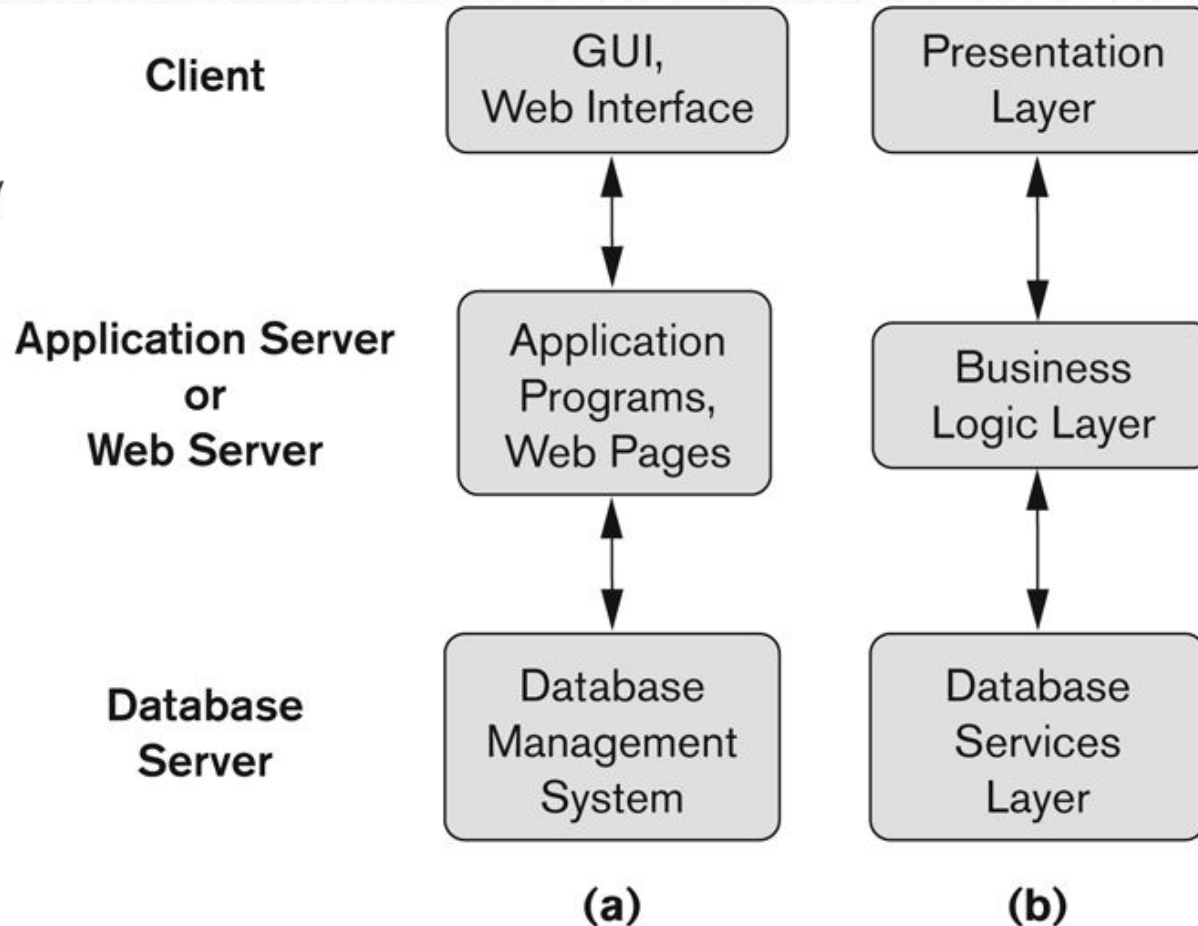 Client
GUI,
Web Interface
Presentation
Layer
Application Server
or
Web Server
Application
Programs,
Web Pages
Business
Logic Layer
Database
Server
Database
Management
System
Database
Services
Layer
(a)
(b)